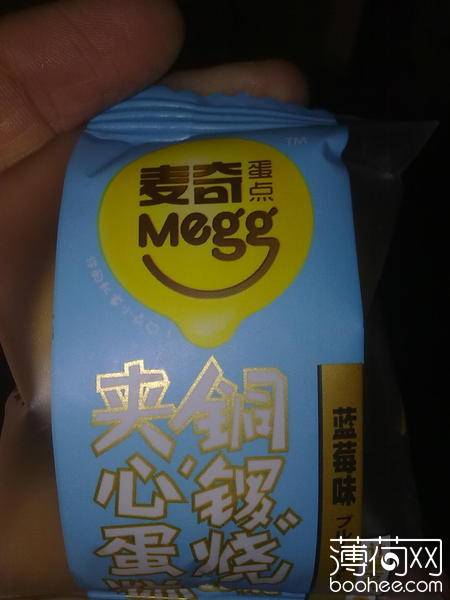 麦奇
蛋点
Megg
TM
铜锣烧
夹心蛋
蓝莓味
薄荷网
boohee.com